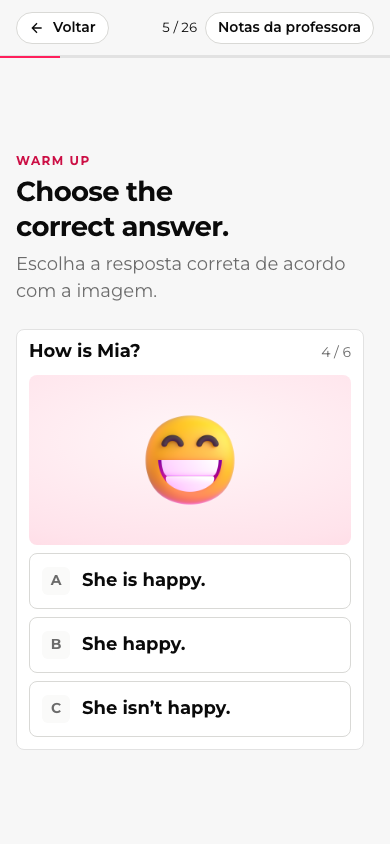 Voltar
5 / 26
Notas da professora
WARM UP
Choose the
correct answer.
Escolha a resposta correta de acordo
com a imagem.
How is Mia?
4 / 6
A She is happy.
B She happy.
C She isn’t happy.